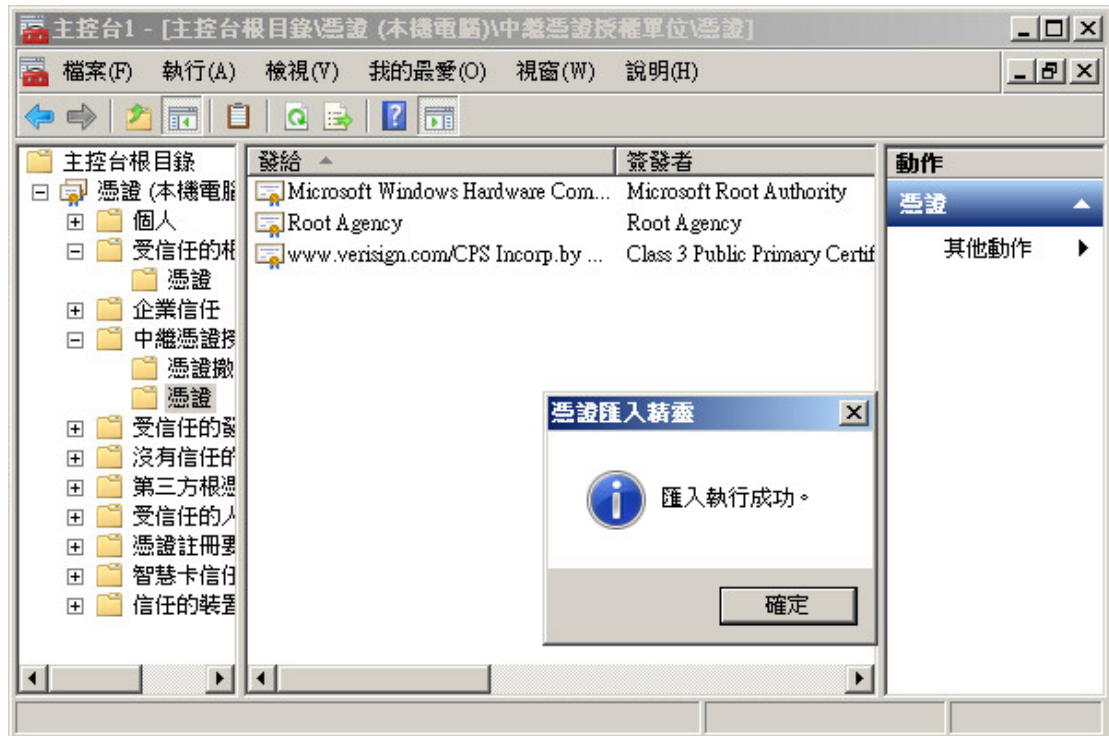 主控台1 - [主控台根目錄\憑證 (本機電腦)\中繼憑證授權單位\憑證]
檔案(F) 執行(A) 檢視(V) 我的最愛(O) 視窗(W) 說明(H)
主控台根目錄
憑證 (本機電腦
個人
受信任的根
憑證
企業信任
中繼憑證授
憑證撤
憑證
受信任的發
沒有信任的
第三方根憑
受信任的人
憑證註冊要
智慧卡信任
信任的裝置
發給 簽發者
Microsoft Windows Hardware Com... Microsoft Root Authority
Root Agency Root Agency
www.verisign.com/CPS Incorp.by ... Class 3 Public Primary Certif
憑證匯入精靈
匯入執行成功。
確定
動作
憑證
其他動作